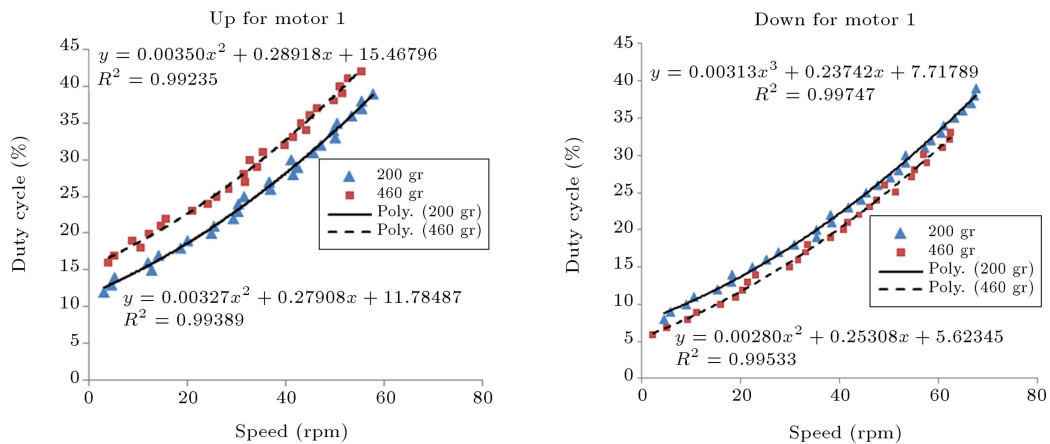 Up for motor 1
45
40
35
30
25
20
15
10
5
0
0 20 40 60 80
Duty cycle (%)
Speed (rpm)
y = 0.00350x² + 0.28918x + 15.46796
R² = 0.99235
200 gr
460 gr
Poly. (200 gr)
Poly. (460 gr)
y = 0.00327x² + 0.27908x + 11.78487
R² = 0.99389
Down for motor 1
45
40
35
30
25
20
15
10
5
0
0 20 40 60 80
Duty cycle (%)
Speed (rpm)
y = 0.00313x³ + 0.23742x + 7.71789
R² = 0.99747
200 gr
460 gr
Poly. (200 gr)
Poly. (460 gr)
y = 0.00280x² + 0.25308x + 5.62345
R² = 0.99533